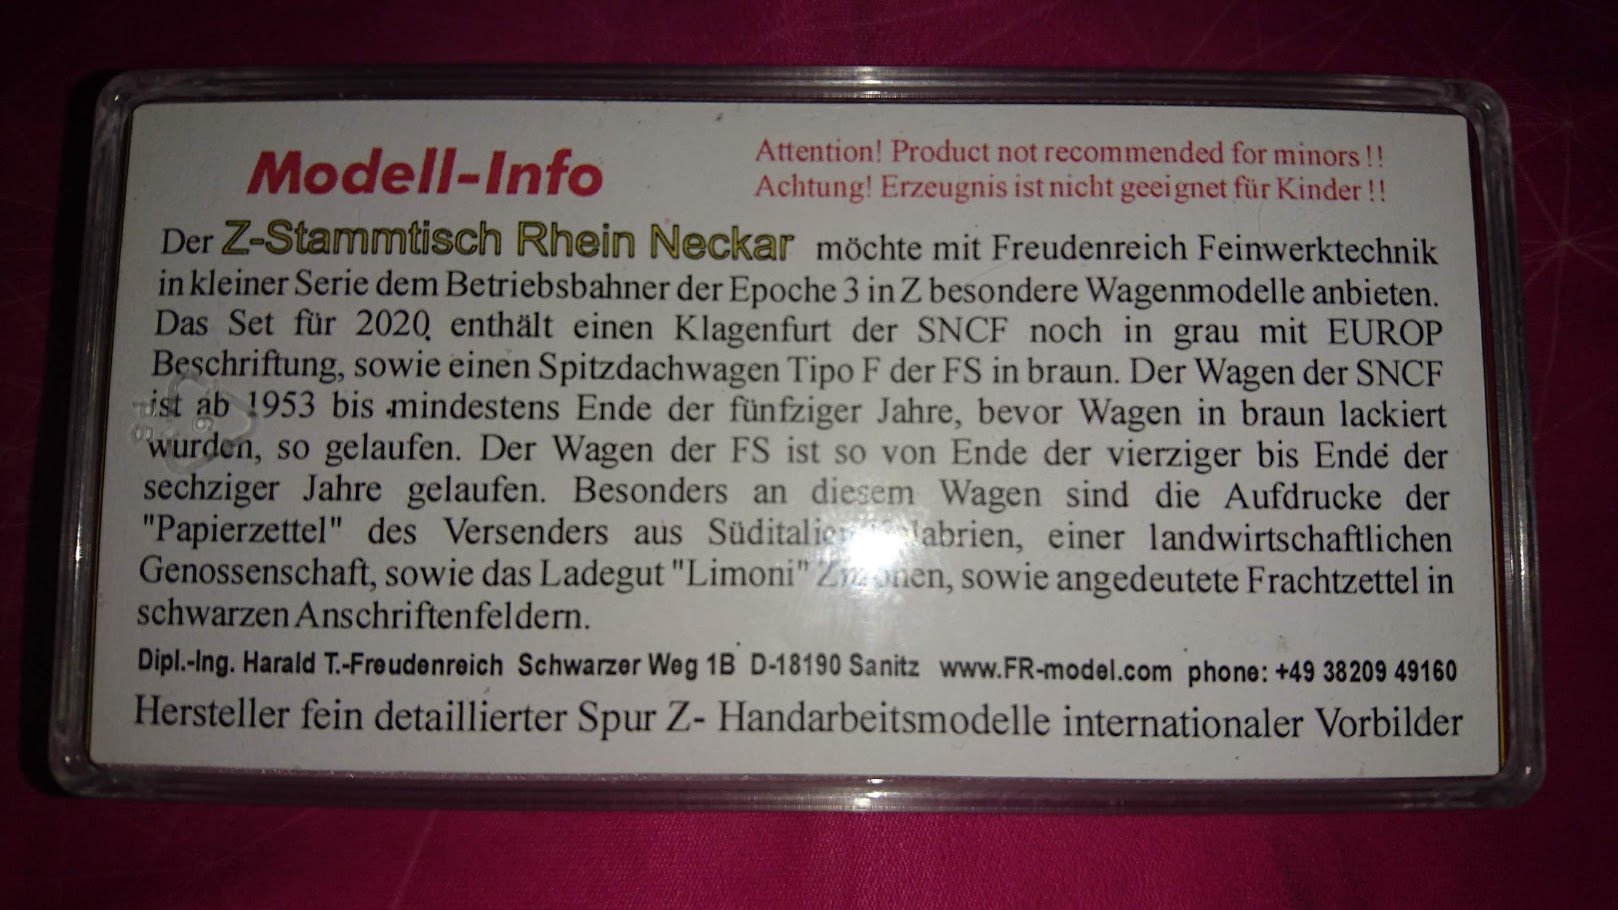 Modell-Info
Attention! Product not recommended for minors !!
Achtung! Erzeugnis ist nicht geeignet für Kinder !!
Der Z-Stammtisch Rhein Neckar möchte mit Freudenreich Feinwerktechnik
in kleiner Serie dem Betriebsbahner der Epoche 3 in Z besondere Wagenmodelle anbieten.
Das Set für 2020 enthält einen Klagenfurt der SNCF noch in grau mit EUROP
Beschriftung, sowie einen Spitzdachwagen Tipo F der FS in braun. Der Wagen der SNCF
ist ab 1953 bis mindestens Ende der fünfziger Jahre, bevor Wagen in braun lackiert
wurden, so gelaufen. Der Wagen der FS ist so von Ende der vierziger bis Ende der
sechziger Jahre gelaufen. Besonders an diesem Wagen sind die Aufdrucke der
"Papierzettel" des Versenders aus Süditalien Kalabrien, einer landwirtschaftlichen
Genossenschaft, sowie das Ladegut "Limoni" Zitronen, sowie angedeutete Frachtzettel in
schwarzen Anschriftenfeldern.
Dipl.-Ing. Harald T.-Freudenreich Schwarzer Weg 1B D-18190 Sanitz www.FR-model.com phone: +49 38209 49160
Hersteller fein detaillierter Spur Z- Handarbeitsmodelle internationaler Vorbilder